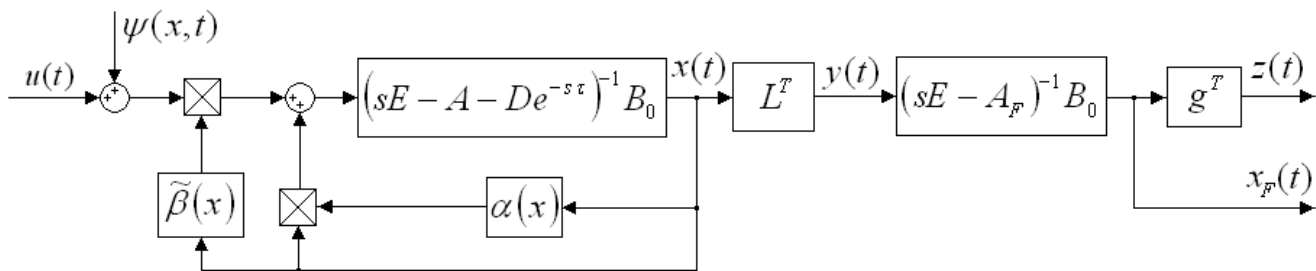 ψ(x,t)
u(t)
+
+
β̃(x)
+
+
(sE − A − De^{−sτ})^{−1} B_0
α(x)
x(t)
L^T
y(t)
(sE − A_F)^{−1} B_0
g^T
z(t)
x_F(t)